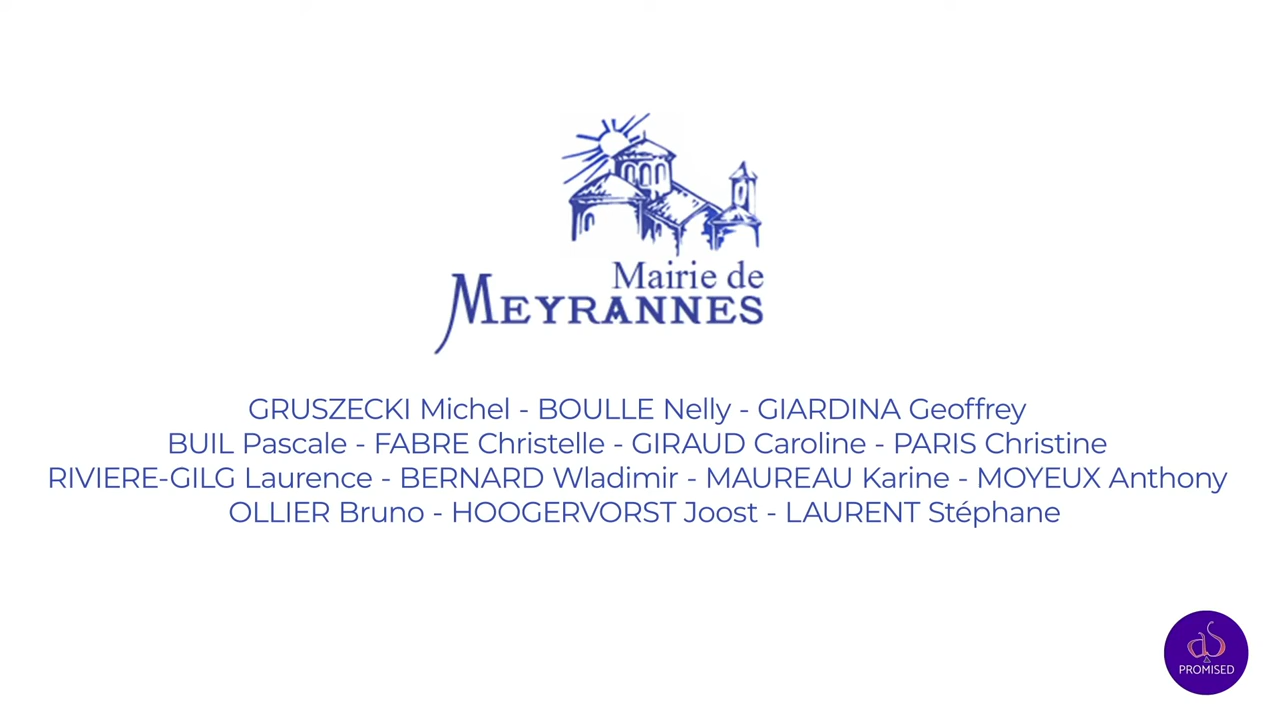 Mairie de
MEYRANNES
GRUSZECKI Michel - BOULLE Nelly - GIARDINA Geoffrey
BUIL Pascale - FABRE Christelle - GIRAUD Caroline - PARIS Christine
RIVIERE-GILG Laurence - BERNARD Wladimir - MAUREAU Karine - MOYEUX Anthony
OLLIER Bruno - HOOGERVORST Joost - LAURENT Stéphane
aS
PROMISED